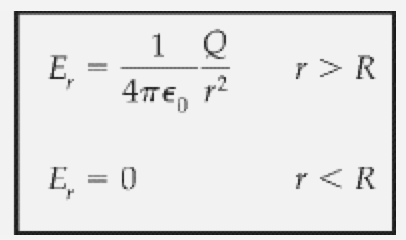 E_r = \frac{1}{4\pi\epsilon_0} \frac{Q}{r^2} r > R
E_r = 0 r < R